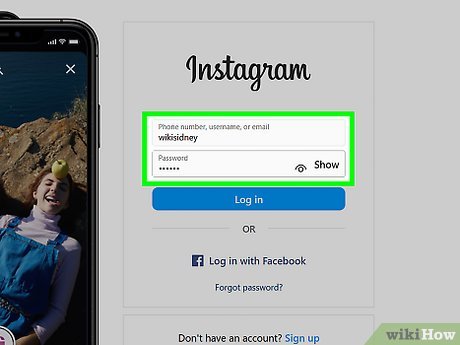 Instagram
Phone number, username, or email
wikisidney
Password
••••••
Show
Log in
OR
Log in with Facebook
Forgot password?
Don't have an account? Sign up
wikiHow